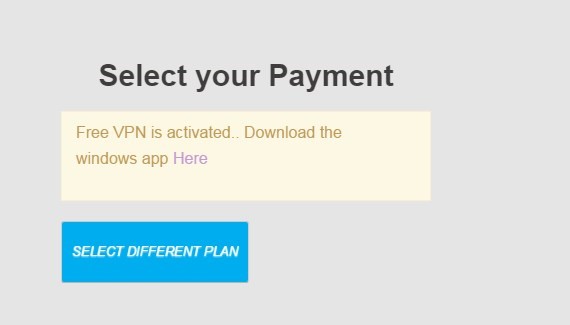 Select your Payment
Free VPN is activated.. Download the
windows app Here
SELECT DIFFERENT PLAN